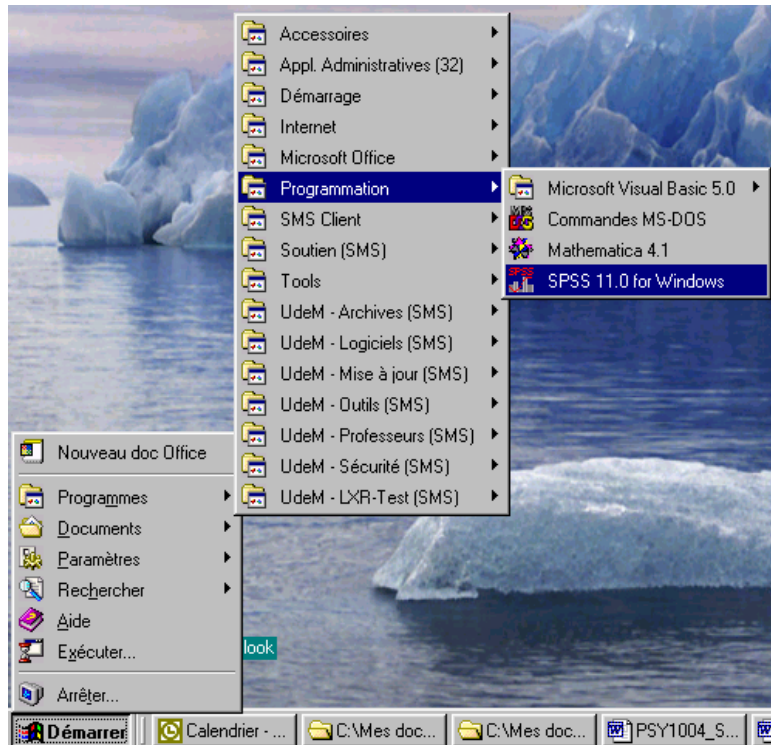 Accessoires
Appl. Administratives (32)
Démarrage
Internet
Microsoft Office
Programmation
SMS Client
Soutien (SMS)
Tools
UdeM - Archives (SMS)
UdeM - Logiciels (SMS)
UdeM - Mise à jour (SMS)
UdeM - Outils (SMS)
UdeM - Professeurs (SMS)
UdeM - Sécurité (SMS)
UdeM - LXR-Test (SMS)
Microsoft Visual Basic 5.0
Commandes MS-DOS
Mathematica 4.1
SPSS
SPSS 11.0 for Windows
Nouveau doc Office
Programmes
Documents
Paramètres
Rechercher
Aide
Exécuter...
Arrêter...
look
Démarrer
Calendrier - ...
C:\Mes doc...
C:\Mes doc...
PSY1004_S...